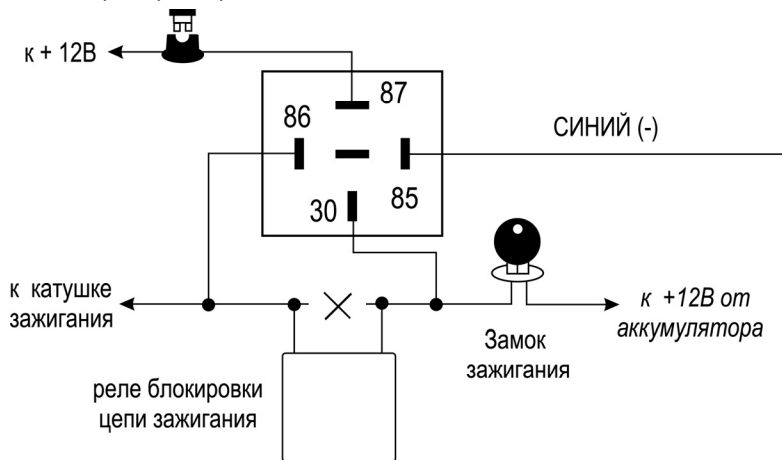 к + 12В
87
86
СИНИЙ (-)
85
30
к катушке
зажигания
к +12В от
аккумулятора
Замок
зажигания
реле блокировки
цепи зажигания